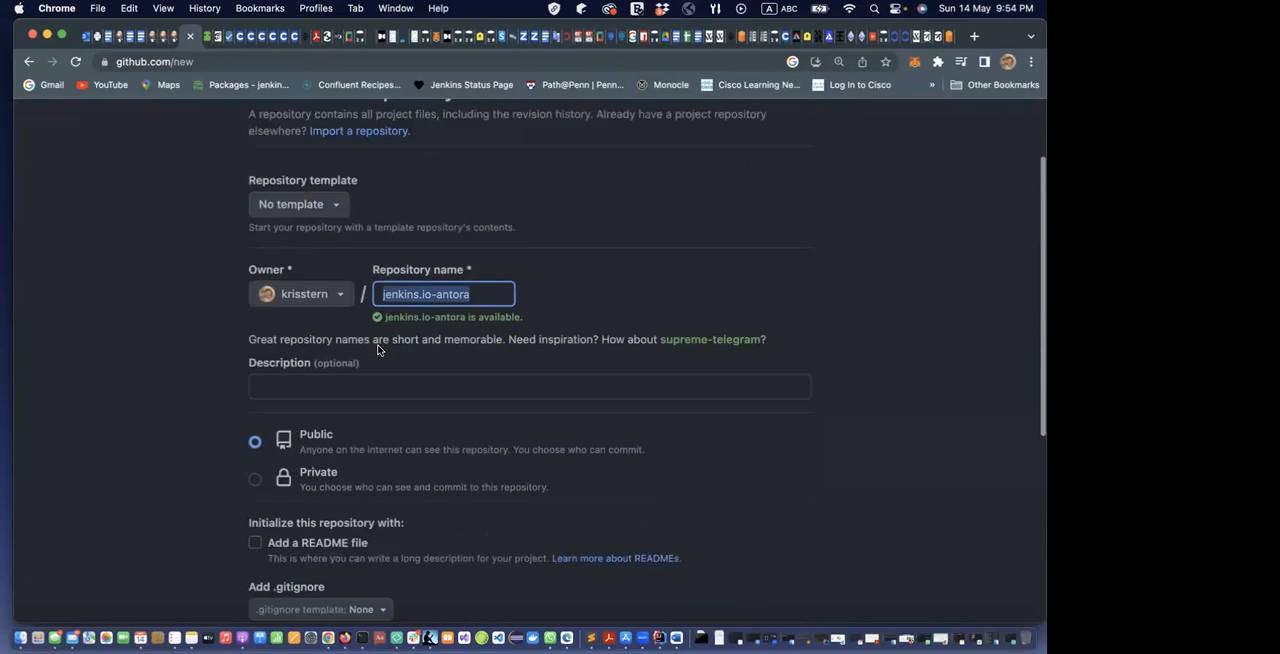 Chrome File Edit View History Bookmarks Profiles Tab Window Help ABC Sun 14 May 9:54 PM
github.com/new
Gmail YouTube Maps Packages - jenkin... Confluent Recipes... Jenkins Status Page Path@Penn | Penn... Monocle Cisco Learning Ne... Log In to Cisco » Other Bookmarks
A repository contains all project files, including the revision history. Already have a project repository
elsewhere? Import a repository.
Repository template
No template
Start your repository with a template repository's contents.
Owner * Repository name *
krisstern / jenkins.io-antora
jenkins.io-antora is available.
Great repository names are short and memorable. Need inspiration? How about supreme-telegram?
Description (optional)
Public
Anyone on the internet can see this repository. You choose who can commit.
Private
You choose who can see and commit to this repository.
Initialize this repository with:
Add a README file
This is where you can write a long description for your project. Learn more about READMEs.
Add .gitignore
.gitignore template: None